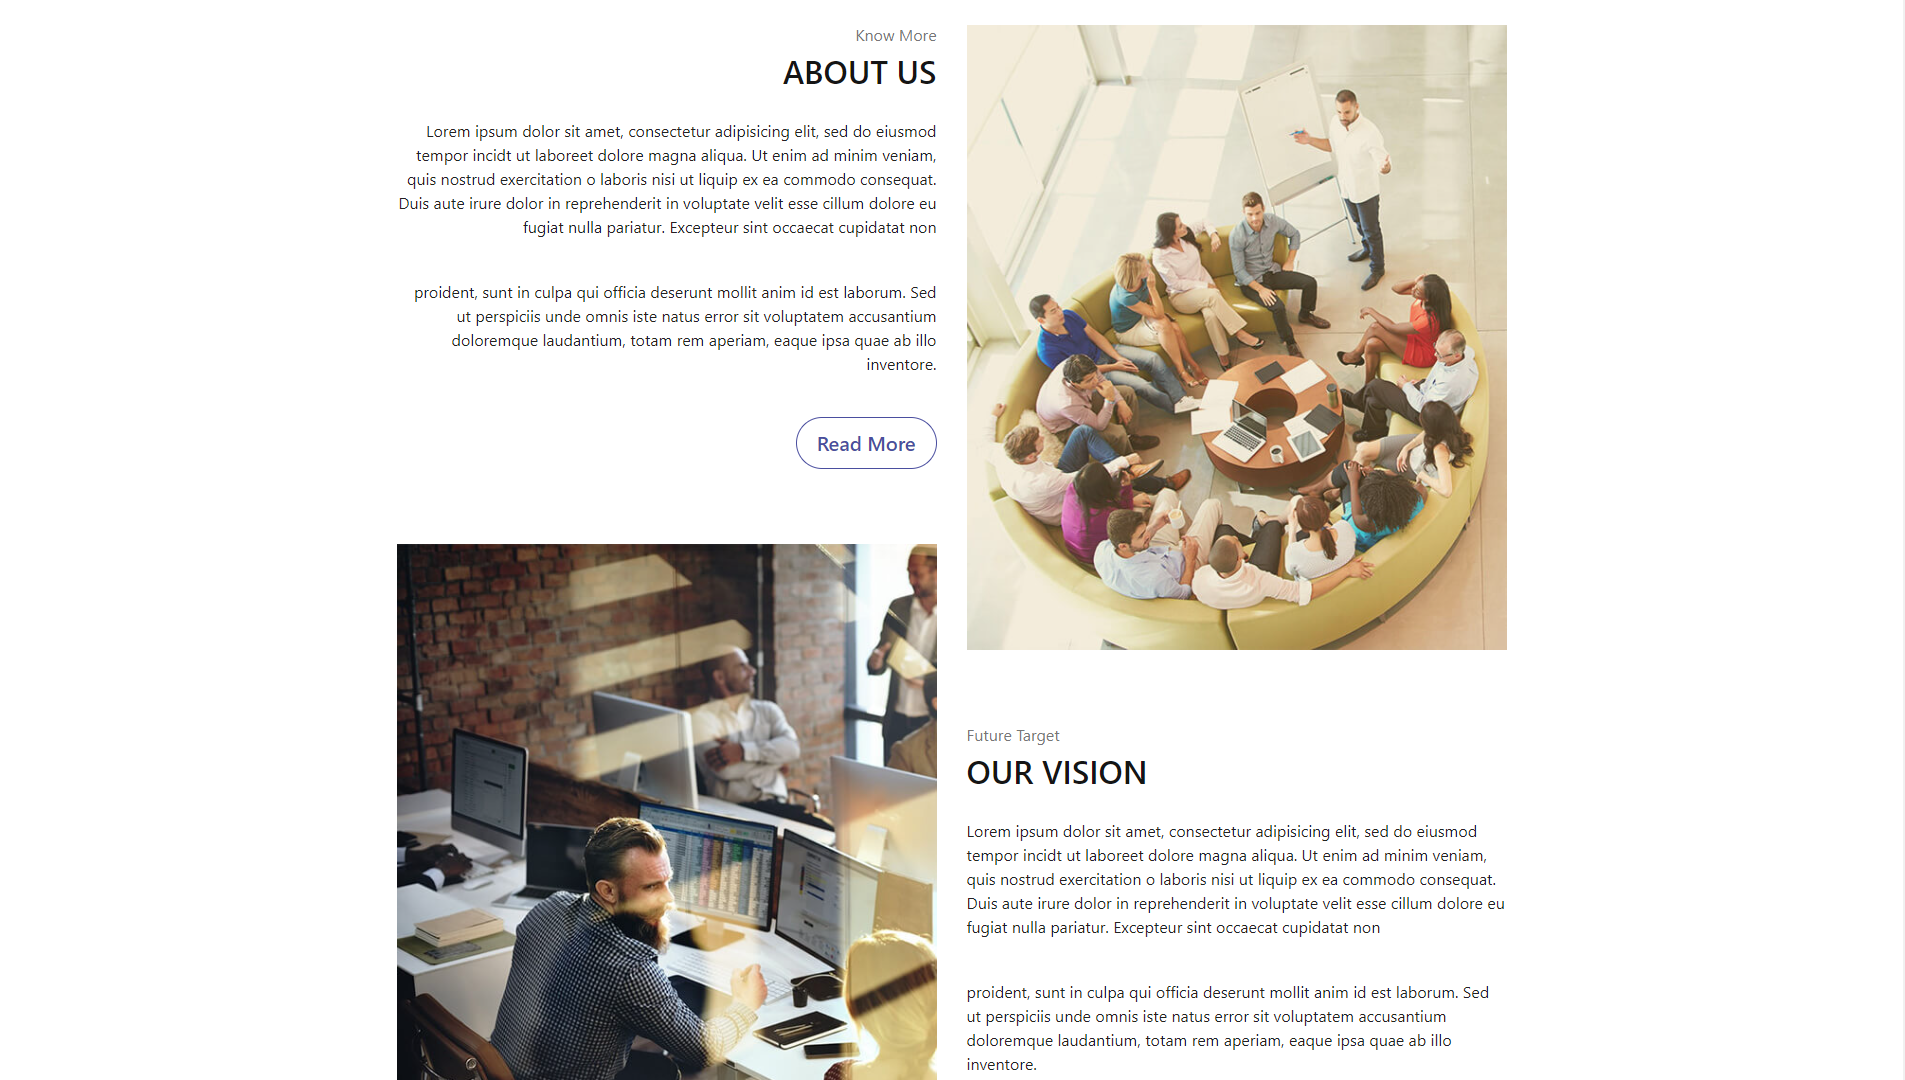 Know More
ABOUT US
Lorem ipsum dolor sit amet, consectetur adipisicing elit, sed do eiusmod
tempor incidt ut laboreet dolore magna aliqua. Ut enim ad minim veniam,
quis nostrud exercitation o laboris nisi ut liquip ex ea commodo consequat.
Duis aute irure dolor in reprehenderit in voluptate velit esse cillum dolore eu
fugiat nulla pariatur. Excepteur sint occaecat cupidatat non
proident, sunt in culpa qui officia deserunt mollit anim id est laborum. Sed
ut perspiciis unde omnis iste natus error sit voluptatem accusantium
doloremque laudantium, totam rem aperiam, eaque ipsa quae ab illo
inventore.
Read More
Future Target
OUR VISION
Lorem ipsum dolor sit amet, consectetur adipisicing elit, sed do eiusmod
tempor incidt ut laboreet dolore magna aliqua. Ut enim ad minim veniam,
quis nostrud exercitation o laboris nisi ut liquip ex ea commodo consequat.
Duis aute irure dolor in reprehenderit in voluptate velit esse cillum dolore eu
fugiat nulla pariatur. Excepteur sint occaecat cupidatat non
proident, sunt in culpa qui officia deserunt mollit anim id est laborum. Sed
ut perspiciis unde omnis iste natus error sit voluptatem accusantium
doloremque laudantium, totam rem aperiam, eaque ipsa quae ab illo
inventore.